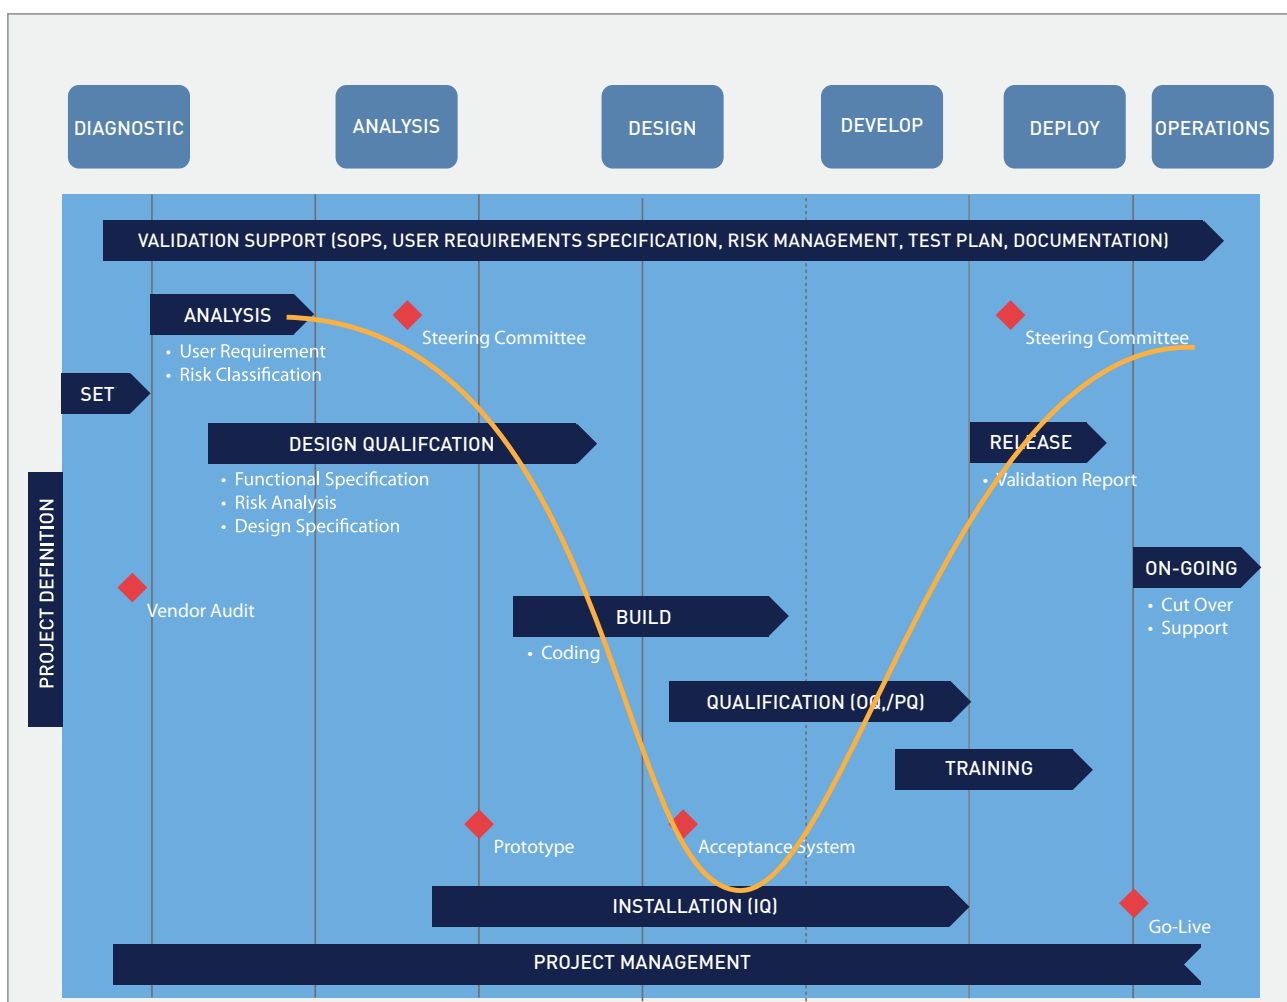 DIAGNOSTIC
ANALYSIS
DESIGN
DEVELOP
DEPLOY
OPERATIONS
VALIDATION SUPPORT (SOPS, USER REQUIREMENTS SPECIFICATION, RISK MANAGEMENT, TEST PLAN, DOCUMENTATION)
ANALYSIS
• User Requirement
• Risk Classification
Steering Committee
Steering Committee
SET
DESIGN QUALIFCATION
• Functional Specification
• Risk Analysis
• Design Specification
RELEASE
• Validation Report
PROJECT DEFINITION
Vendor Audit
ON-GOING
• Cut Over
• Support
BUILD
• Coding
QUALIFICATION (OQ,/PQ)
TRAINING
Prototype
Acceptance System
INSTALLATION (IQ)
Go-Live
PROJECT MANAGEMENT